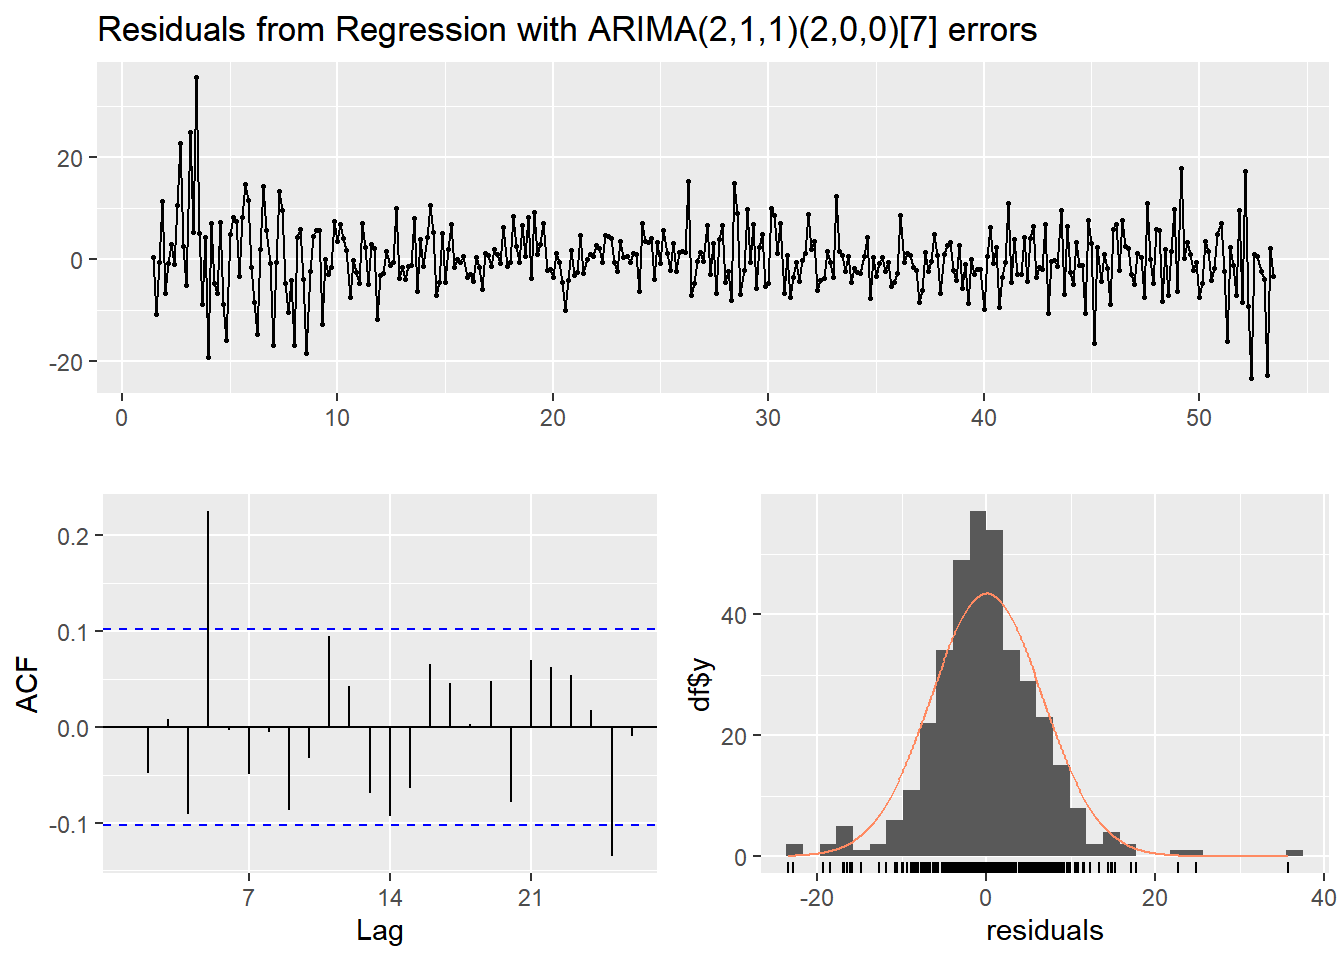 Residuals from Regression with ARIMA(2,1,1)(2,0,0)[7] errors
20
0
-20
0 10 20 30 40 50
ACF
0.2
0.1
0.0
-0.1
7 14 21
Lag
df$y
40
20
0
-20 0 20 40
residuals